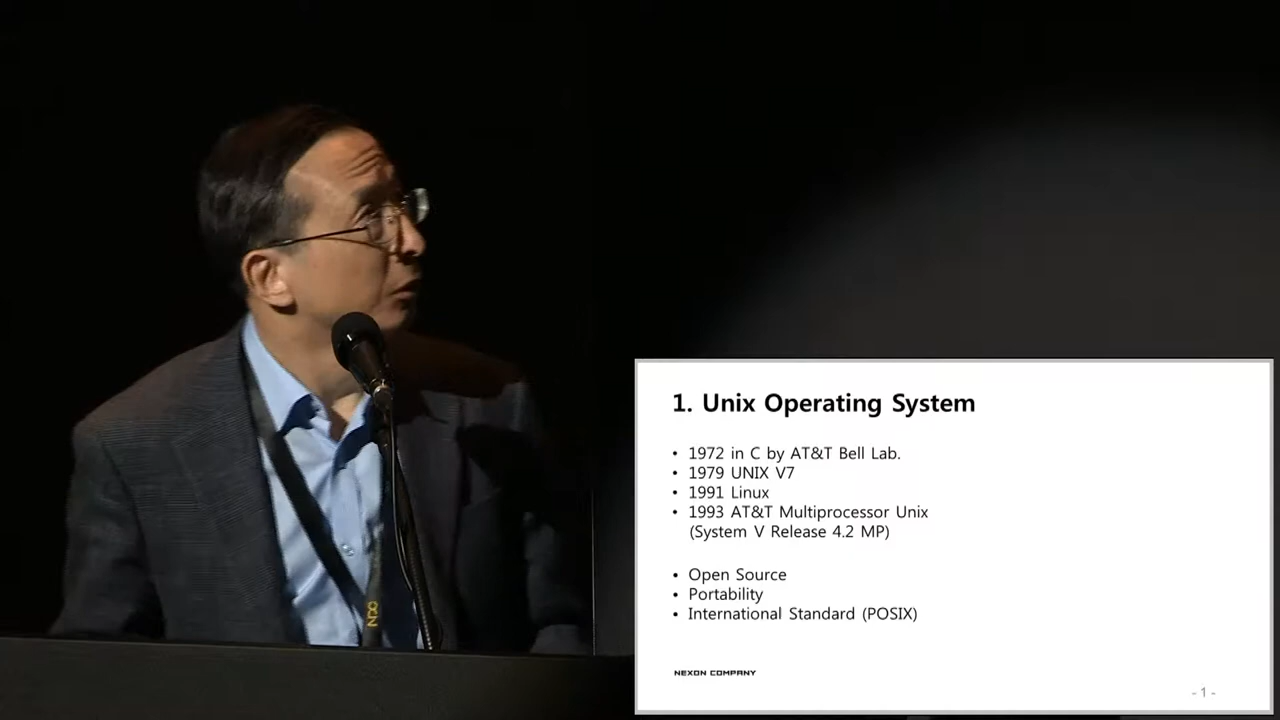 1. Unix Operating System
• 1972 in C by AT&T Bell Lab.
• 1979 UNIX V7
• 1991 Linux
• 1993 AT&T Multiprocessor Unix
(System V Release 4.2 MP)
• Open Source
• Portability
• International Standard (POSIX)
NEXON COMPANY
- 1 -
NDC